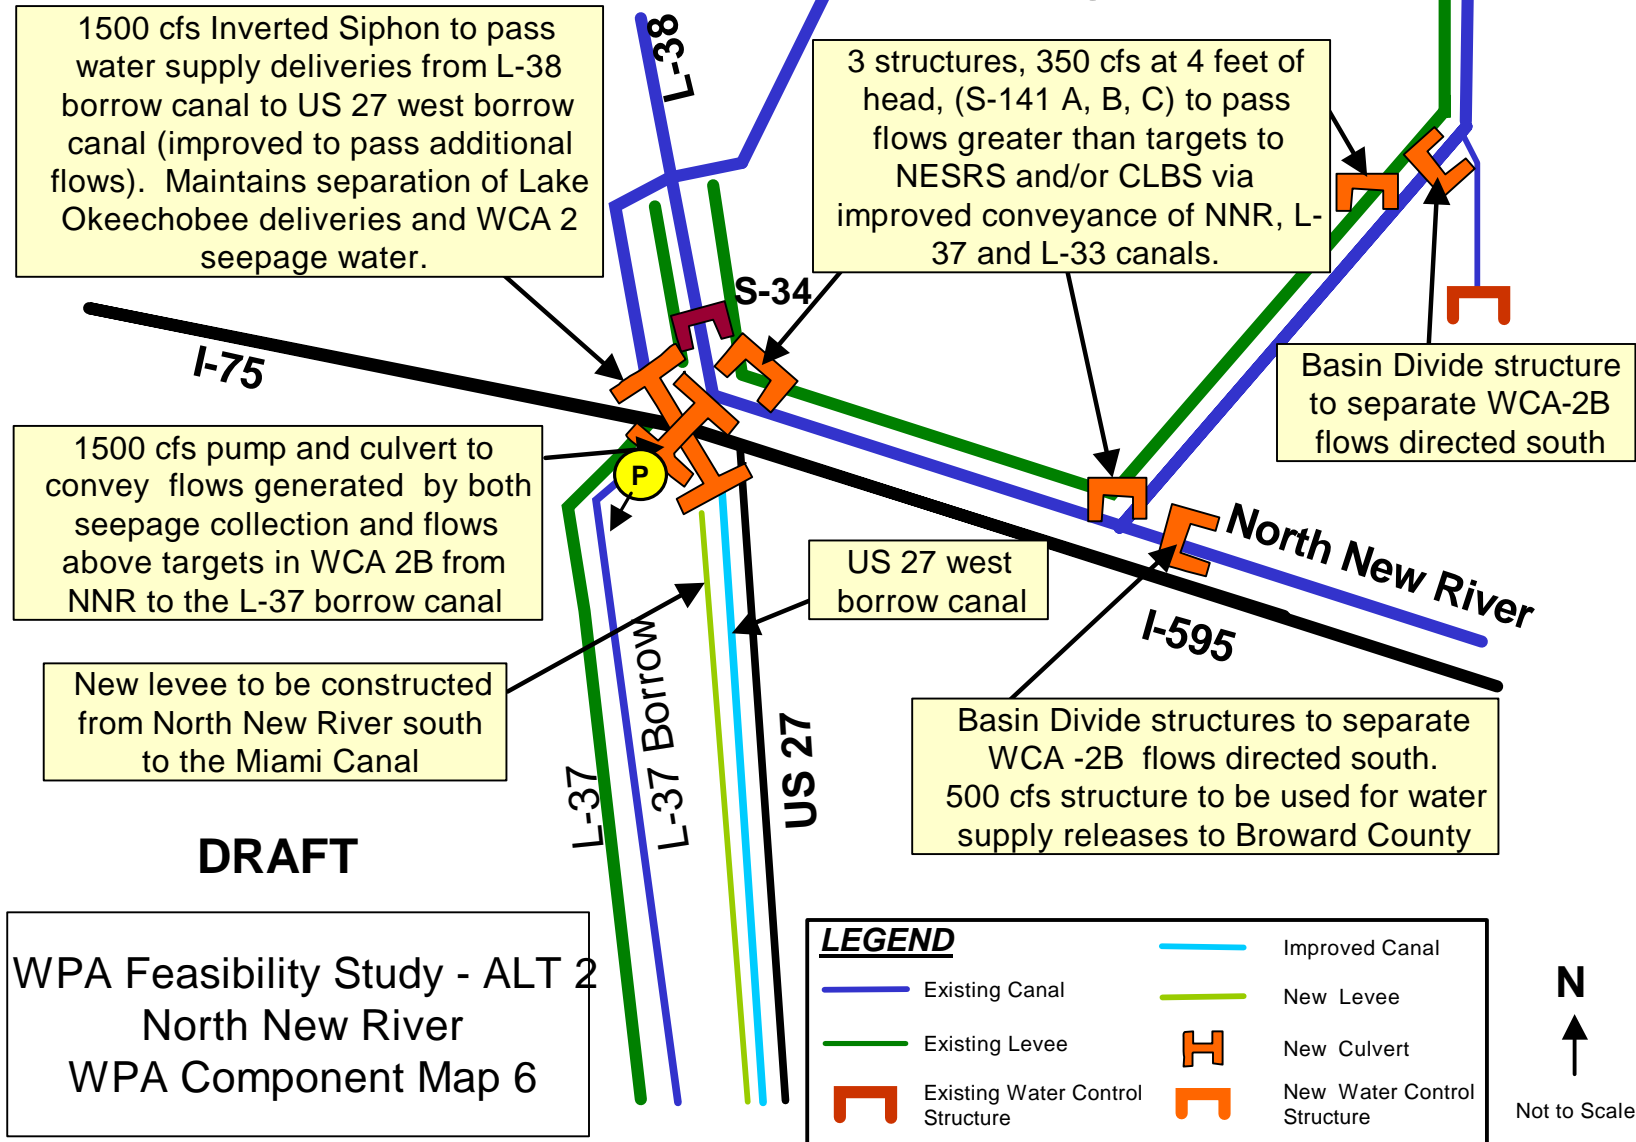 1500 cfs Inverted Siphon to pass
water supply deliveries from L-38
borrow canal to US 27 west borrow
canal (improved to pass additional
flows). Maintains separation of Lake
Okeechobee deliveries and WCA 2
seepage water.
L-38
3 structures, 350 cfs at 4 feet of
head, (S-141 A, B, C) to pass
flows greater than targets to
NESRS and/or CLBS via
improved conveyance of NNR, L-
37 and L-33 canals.
S-34
I-75
Basin Divide structure
to separate WCA-2B
flows directed south
1500 cfs pump and culvert to
convey flows generated by both
seepage collection and flows
above targets in WCA 2B from
NNR to the L-37 borrow canal
P
North New River
US 27 west
borrow canal
I-595
New levee to be constructed
from North New River south
to the Miami Canal
L-37
L-37 Borrow
US 27
Basin Divide structures to separate
WCA -2B flows directed south.
500 cfs structure to be used for water
supply releases to Broward County
DRAFT
WPA Feasibility Study - ALT 2
North New River
WPA Component Map 6
LEGEND
Existing Canal
Existing Levee
Existing Water Control
Structure
Improved Canal
New Levee
New Culvert
New Water Control
Structure
N
Not to Scale